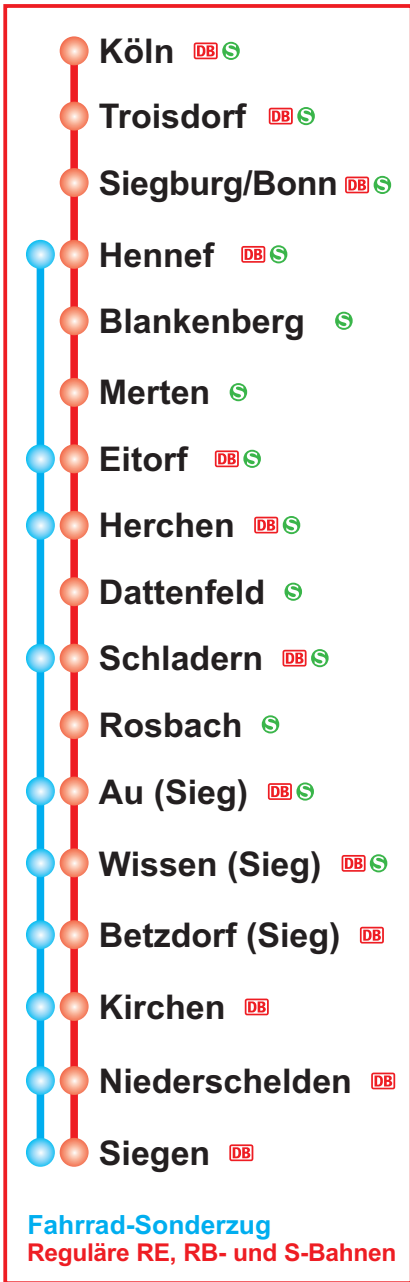 Köln DB S
Troisdorf DB S
Siegburg/Bonn DB S
Hennef DB S
Blankenberg S
Merten S
Eitorf DB S
Herchen DB S
Dattenfeld S
Schladern DB S
Rosbach S
Au (Sieg) DB S
Wissen (Sieg) DB S
Betzdorf (Sieg) DB
Kirchen DB
Niederschelden DB
Siegen DB
Fahrrad-Sonderzug
Reguläre RE, RB- und S-Bahnen